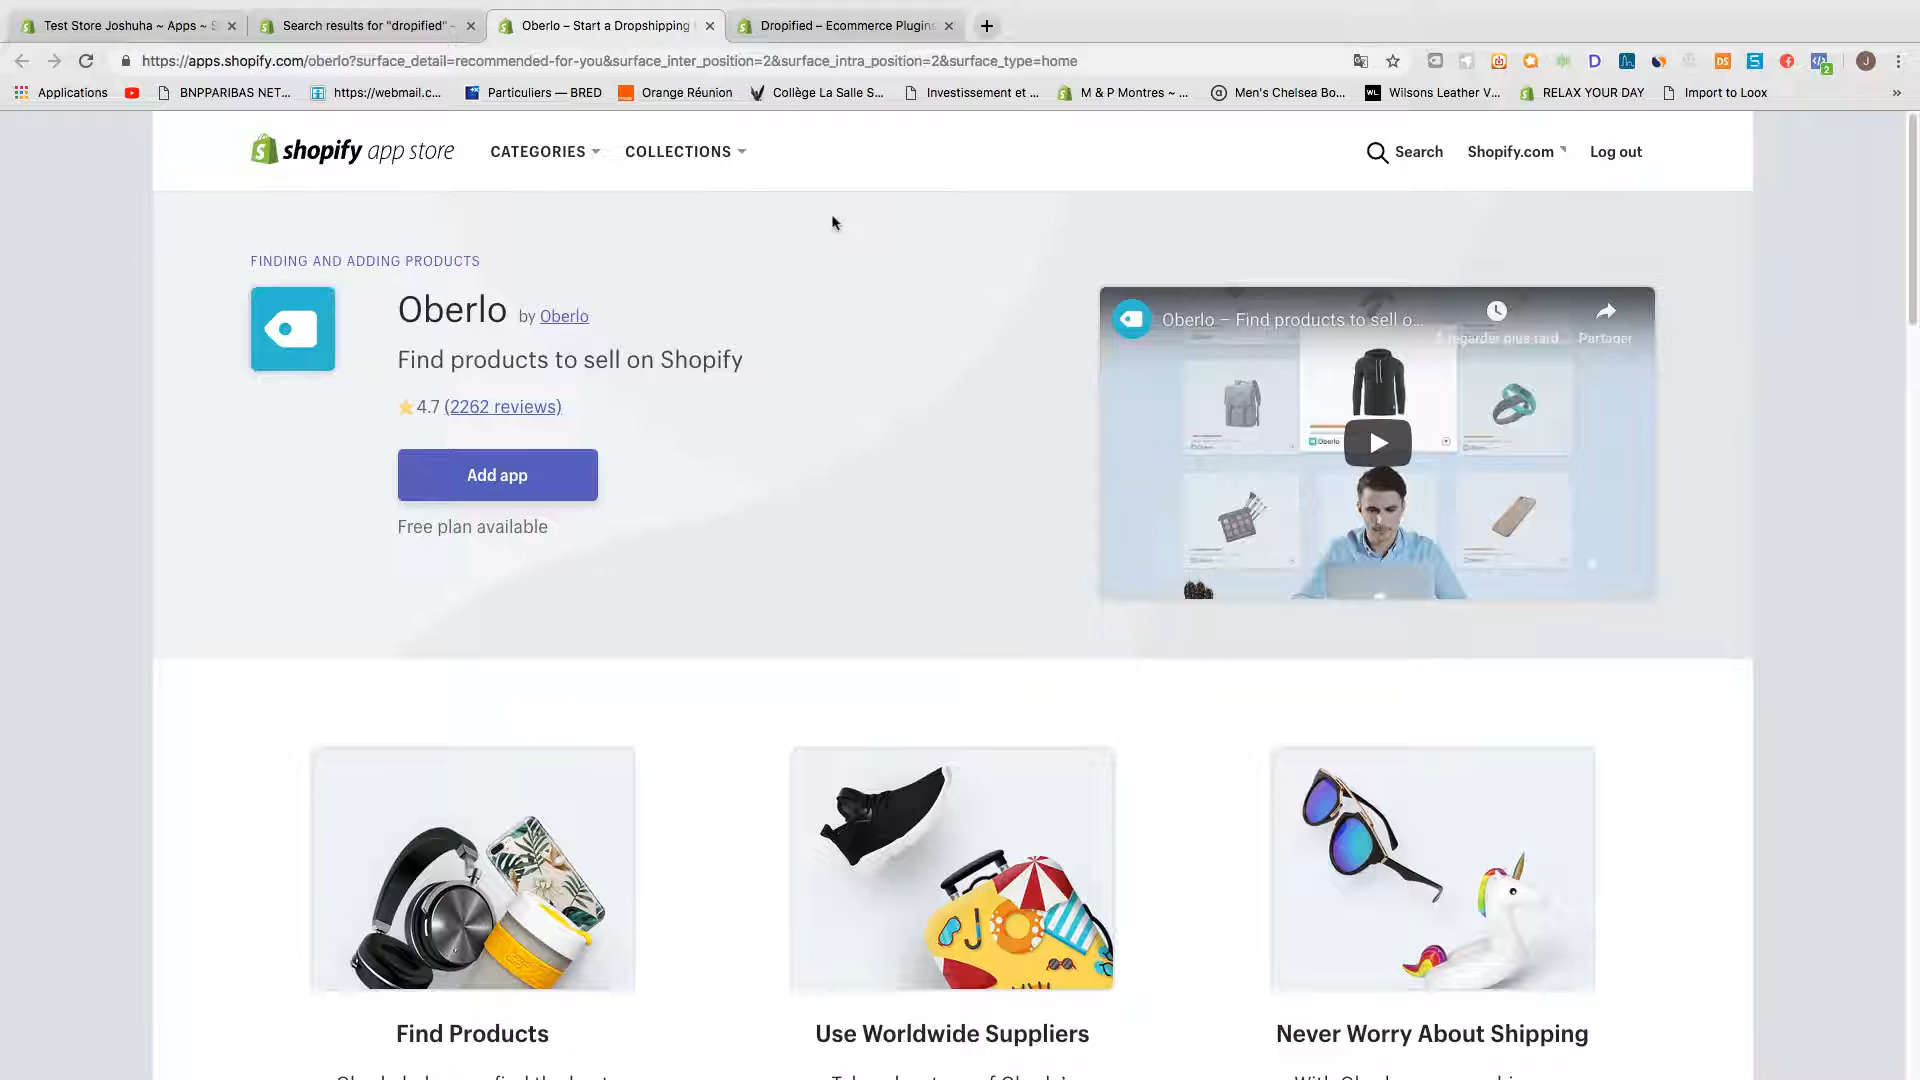 Test Store Joshuha ~ Apps ~ S
Search results for "dropified" –
Oberlo – Start a Dropshipping
Dropified – Ecommerce Plugins
https://apps.shopify.com/oberlo?surface_detail=recommended-for-you&surface_inter_position=2&surface_intra_position=2&surface_type=home
Applications
BNPPARIBAS NET...
https://webmail.c...
Particuliers — BRED
Orange Réunion
Collège La Salle S...
Investissement et ...
M & P Montres ~ ...
Men's Chelsea Bo...
Wilsons Leather V...
RELAX YOUR DAY
Import to Loox
»
shopify app store
CATEGORIES
COLLECTIONS
Search
Shopify.com
Log out
FINDING AND ADDING PRODUCTS
Oberlo by Oberlo
Find products to sell on Shopify
4.7 (2262 reviews)
Add app
Free plan available
Oberlo – Find products to sell o...
regarder plus tard
Partager
Oberlo
Find Products
Use Worldwide Suppliers
Never Worry About Shipping